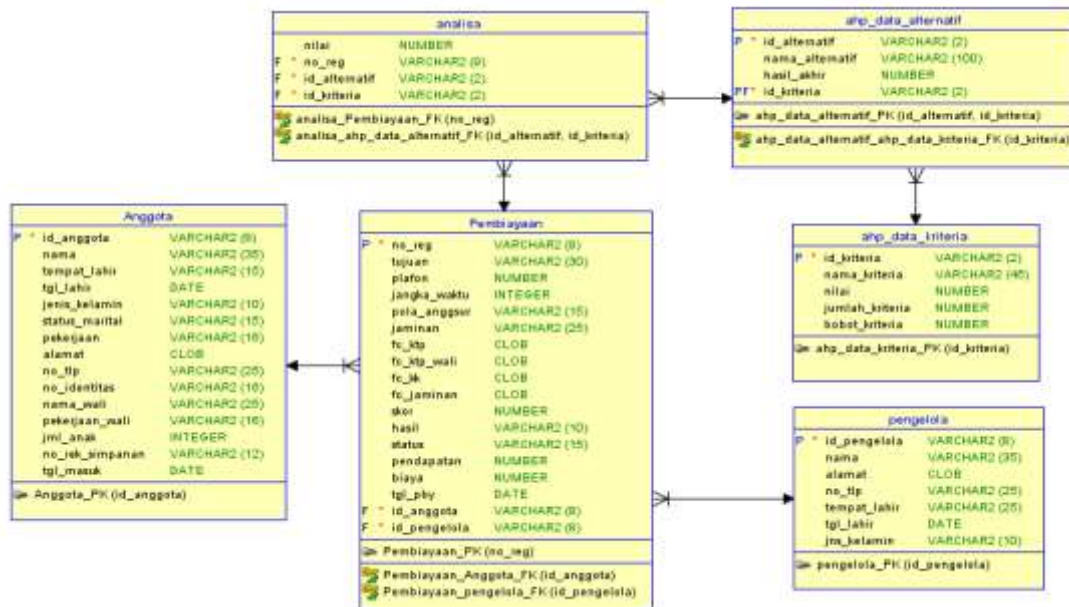 analisa
nilai NUMBER
F * no_reg VARCHAR2 (8)
F * id_alternatif VARCHAR2 (2)
F * id_kriteria VARCHAR2 (2)
analisa_Pembiayaan_FK (no_reg)
analisa_ahp_data_alternatif_FK (id_alternatif, id_kriteria)
ahp_data_alternatif
P * id_alternatif VARCHAR2 (2)
nama_alternatif VARCHAR2 (100)
hasil_akhir NUMBER
PF* id_kriteria VARCHAR2 (2)
ahp_data_alternatif_PK (id_alternatif, id_kriteria)
ahp_data_alternatif_ahp_data_kriteria_FK (id_kriteria)
Anggota
P * id_anggota VARCHAR2 (8)
nama VARCHAR2 (35)
tempat_lahir VARCHAR2 (15)
tgl_lahir DATE
jenis_kelamin VARCHAR2 (10)
status_marital VARCHAR2 (15)
pekerjaan VARCHAR2 (16)
alamat CLOB
no_tlp VARCHAR2 (25)
no_identitas VARCHAR2 (16)
nama_wali VARCHAR2 (25)
pekerjaan_wali VARCHAR2 (16)
jml_anak INTEGER
no_rek_simpanan VARCHAR2 (12)
tgl_masuk DATE
Anggota_PK (id_anggota)
Pembiayaan
P * no_reg VARCHAR2 (8)
tujuan VARCHAR2 (30)
plafon NUMBER
jangka_waktu INTEGER
pola_anggsur VARCHAR2 (15)
jaminan VARCHAR2 (25)
fc_ktp CLOB
fc_ktp_wali CLOB
fc_kk CLOB
fc_jaminan CLOB
skor NUMBER
hasil VARCHAR2 (10)
status VARCHAR2 (15)
pendapatan NUMBER
biaya NUMBER
tgl_pby DATE
F * id_anggota VARCHAR2 (8)
F * id_pengelola VARCHAR2 (8)
Pembiayaan_PK (no_reg)
Pembiayaan_Anggota_FK (id_anggota)
Pembiayaan_pengelola_FK (id_pengelola)
ahp_data_kriteria
P * id_kriteria VARCHAR2 (2)
nama_kriteria VARCHAR2 (45)
nilai NUMBER
jumlah_kriteria NUMBER
bobot_kriteria NUMBER
ahp_data_kriteria_PK (id_kriteria)
pengelola
P * id_pengelola VARCHAR2 (8)
nama VARCHAR2 (35)
alamat CLOB
no_tlp VARCHAR2 (25)
tempat_lahir VARCHAR2 (25)
tgl_lahir DATE
jns_kelamin VARCHAR2 (10)
pengelola_PK (id_pengelola)